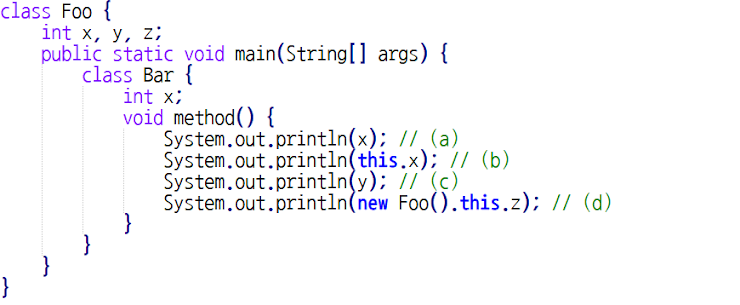 class Foo {
int x, y, z;
public static void main(String[] args) {
class Bar {
int x;
void method() {
System.out.println(x); // (a)
System.out.println(this.x); // (b)
System.out.println(y); // (c)
System.out.println(new Foo().this.z); // (d)
}
}
}
}